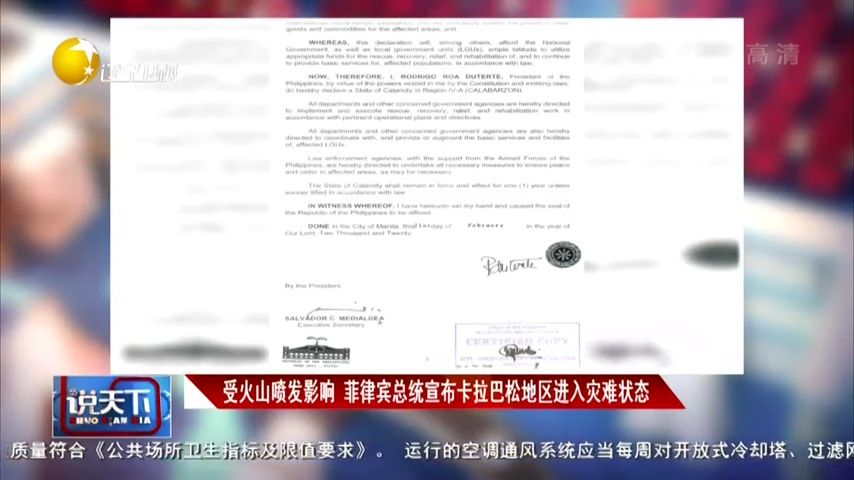 goods and commodities for the affected areas; and
WHEREAS, this declaration will, among others, afford the National
Government, as well as local government units (LGUs), ample latitude to utilize
appropriate funds for the rescue, recovery, relief, and rehabilitation of, and to continue
to provide basic services for, affected populations, in accordance with law;
NOW, THEREFORE, I, RODRIGO ROA DUTERTE, President of the
Philippines, by virtue of the powers vested in me by the Constitution and existing laws,
do hereby declare a State of Calamity in Region IV-A (CALABARZON).
All departments and other concerned government agencies are hereby directed
to implement and execute rescue, recovery, relief, and rehabilitation work in
accordance with pertinent operational plans and directives.
All departments and other concerned government agencies are also hereby
directed to coordinate with, and provide or augment the basic services and facilities
of, affected LGUs.
Law enforcement agencies, with the support from the Armed Forces of the
Philippines, are hereby directed to undertake all necessary measures to ensure peace
and order in affected areas, as may be necessary.
The State of Calamity shall remain in force and effect for one (1) year unless
sooner lifted in accordance with law.
IN WITNESS WHEREOF, I have hereunto set my hand and caused the seal of
the Republic of the Philippines to be affixed.
DONE in the City of Manila, this 21st day of February in the year of
Our Lord, Two Thousand and Twenty.
By the President:
SALVADOR C. MEDIALDEA
Executive Secretary
CERTIFIED COPY
2
高清
说天下
SHUO TIAN XIA
受火山喷发影响 菲律宾总统宣布卡拉巴松地区进入灾难状态
质量符合《公共场所卫生指标及限值要求》。 运行的空调通风系统应当每周对开放式冷却塔、过滤网